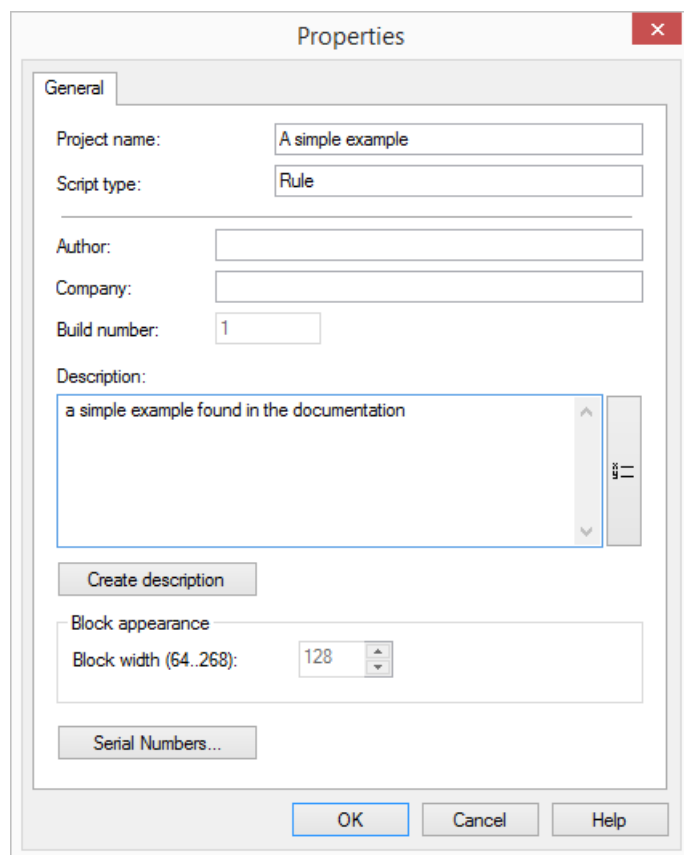 Properties
General
Project name: A simple example
Script type: Rule
Author:
Company:
Build number: 1
Description:
a simple example found in the documentation
Create description
Block appearance
Block width (64..268): 128
Serial Numbers...
OK Cancel Help